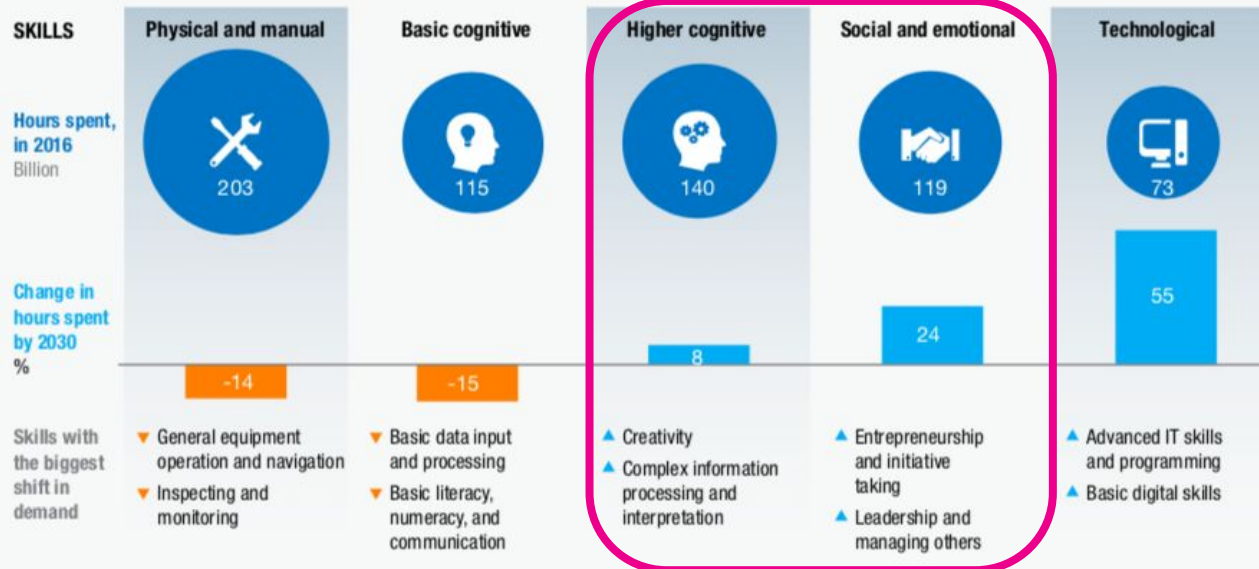 SKILLS
Physical and manual
Basic cognitive
Higher cognitive
Social and emotional
Technological
Hours spent,
in 2016
Billion
203
115
140
119
73
Change in
hours spent
by 2030
%
-14
-15
8
24
55
Skills with
the biggest
shift in
demand
▼ General equipment
operation and navigation
▼ Inspecting and
monitoring
▼ Basic data input
and processing
▼ Basic literacy,
numeracy, and
communication
▲ Creativity
▲ Complex information
processing and
interpretation
▲ Entrepreneurship
and initiative
taking
▲ Leadership and
managing others
▲ Advanced IT skills
and programming
▲ Basic digital skills